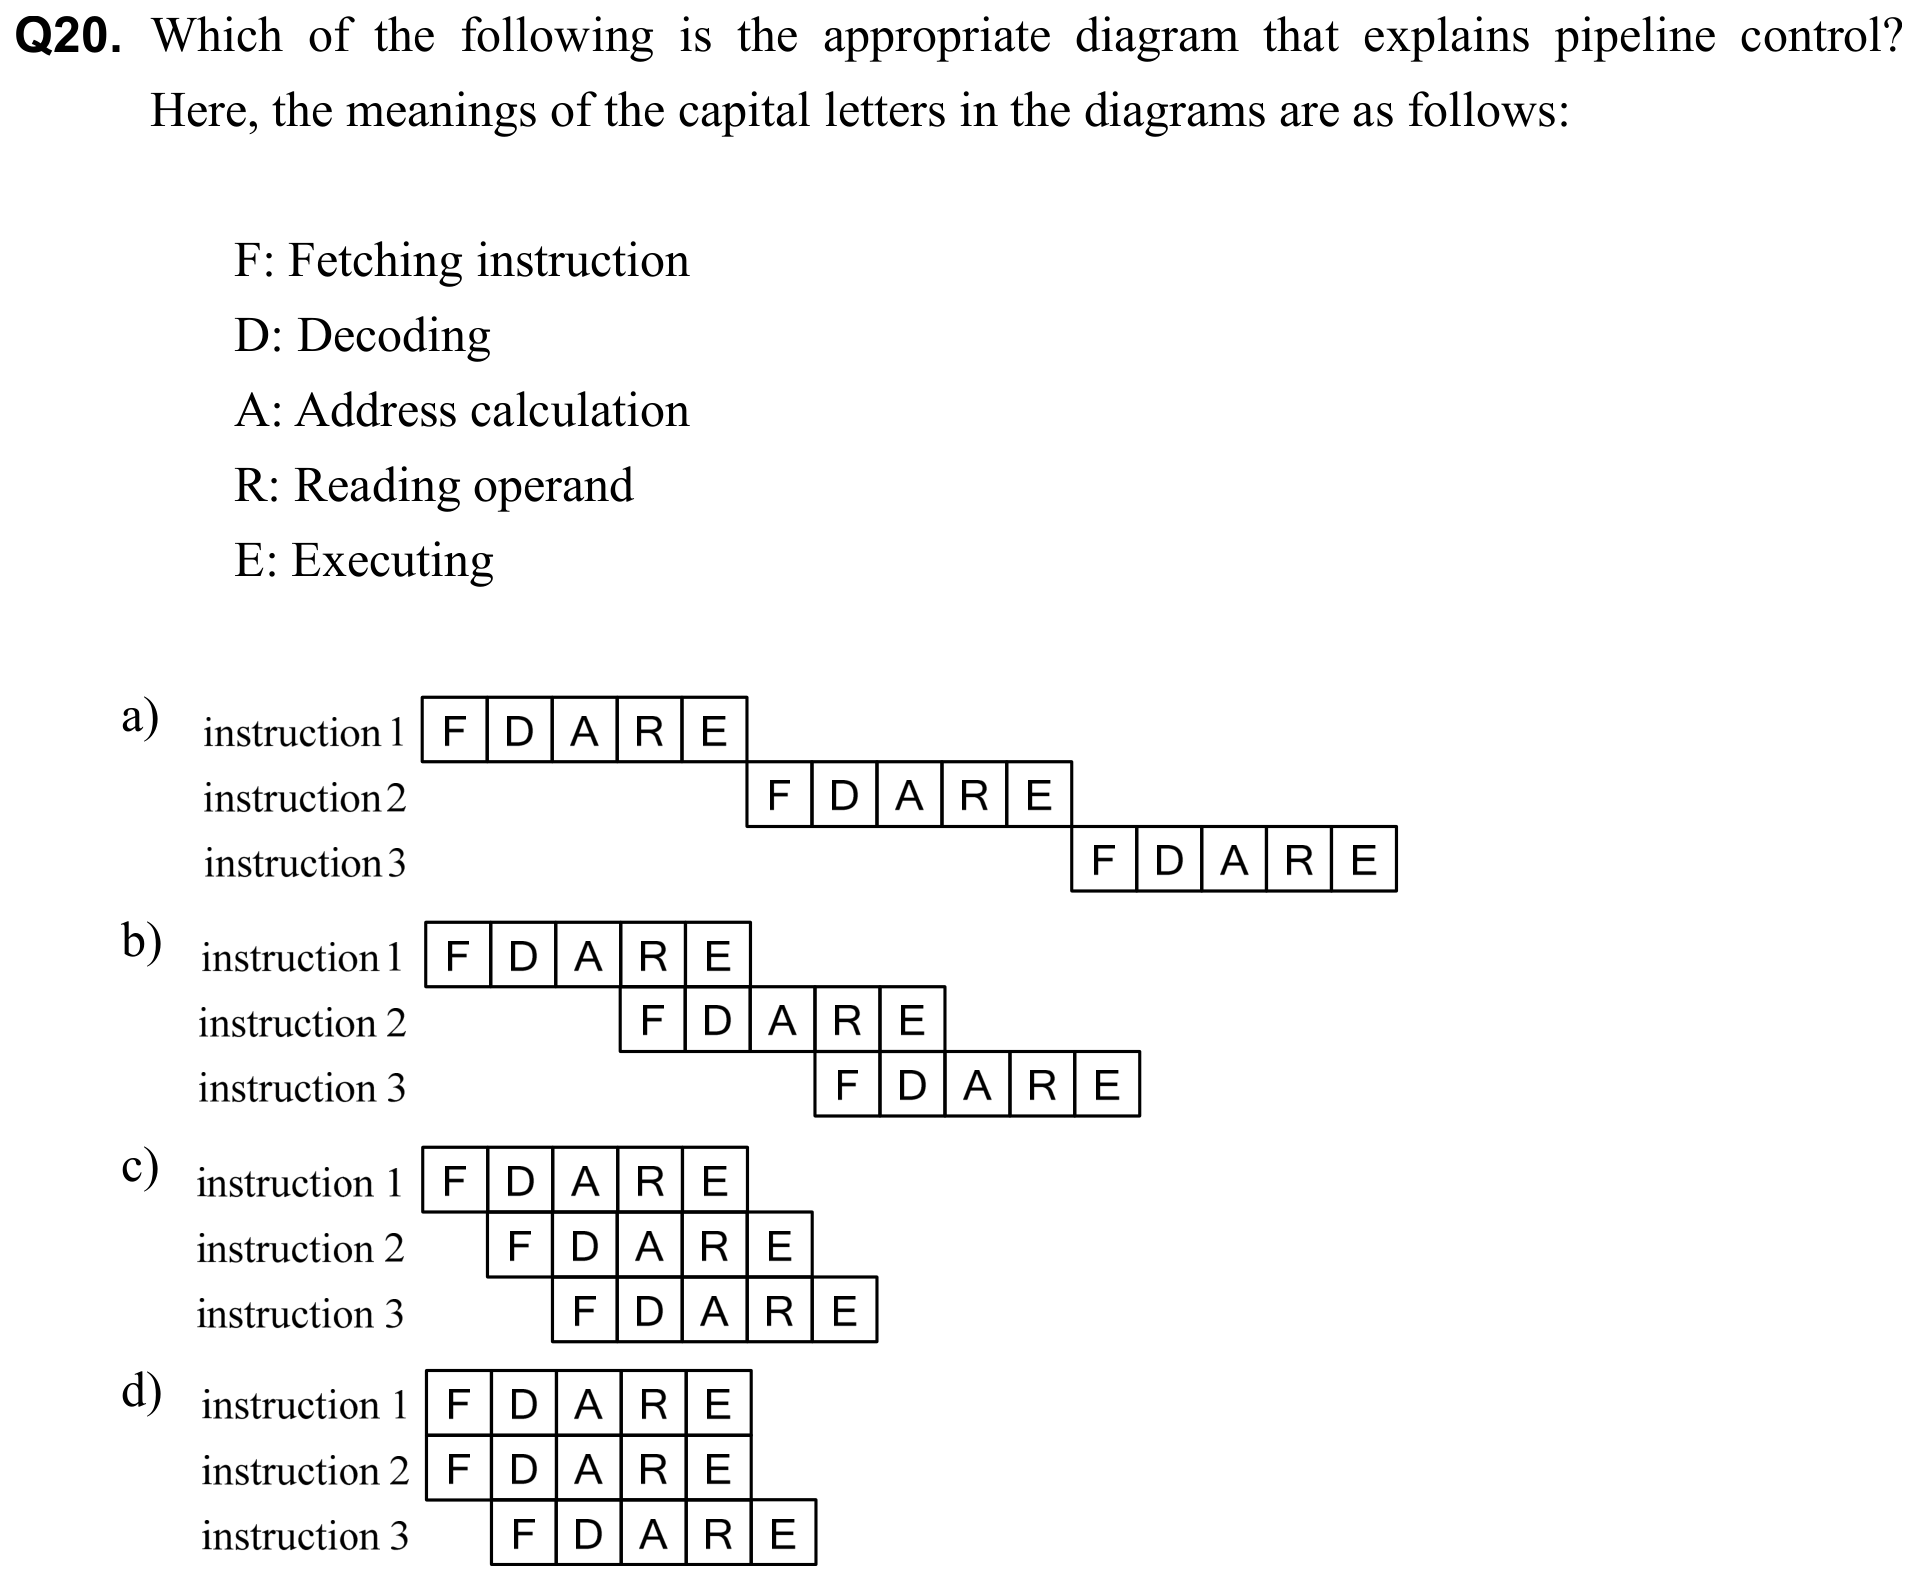 Q20. Which of the following is the appropriate diagram that explains pipeline control?
Here, the meanings of the capital letters in the diagrams are as follows:
F: Fetching instruction
D: Decoding
A: Address calculation
R: Reading operand
E: Executing
a) instruction 1 F D A R E
instruction 2 F D A R E
instruction 3 F D A R E
b) instruction 1 F D A R E
instruction 2 F D A R E
instruction 3 F D A R E
c) instruction 1 F D A R E
instruction 2 F D A R E
instruction 3 F D A R E
d) instruction 1 F D A R E
instruction 2 F D A R E
instruction 3 F D A R E